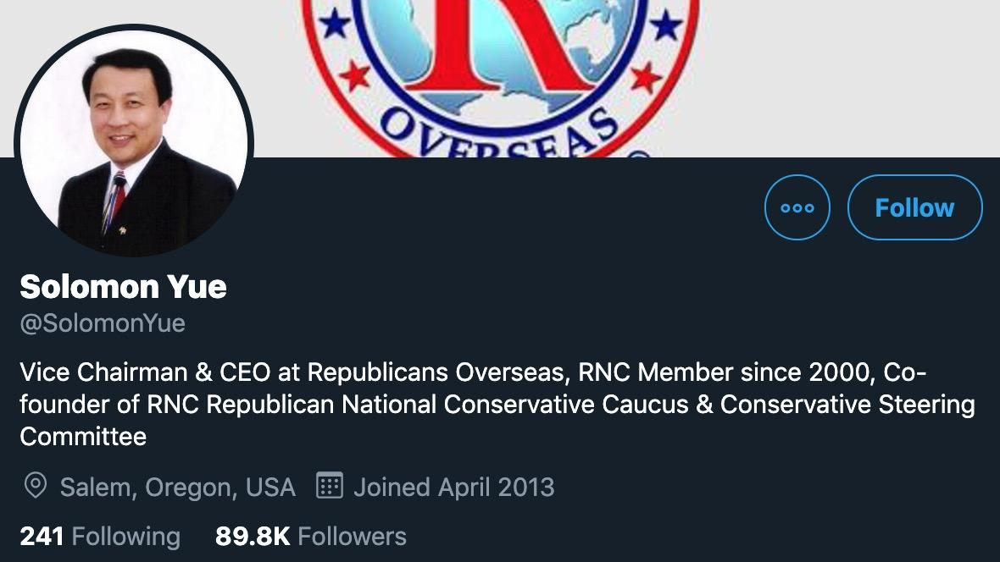 R
OVERSEAS
®
Follow
Solomon Yue
@SolomonYue
Vice Chairman & CEO at Republicans Overseas, RNC Member since 2000, Co-
founder of RNC Republican National Conservative Caucus & Conservative Steering
Committee
Salem, Oregon, USA Joined April 2013
241 Following 89.8K Followers